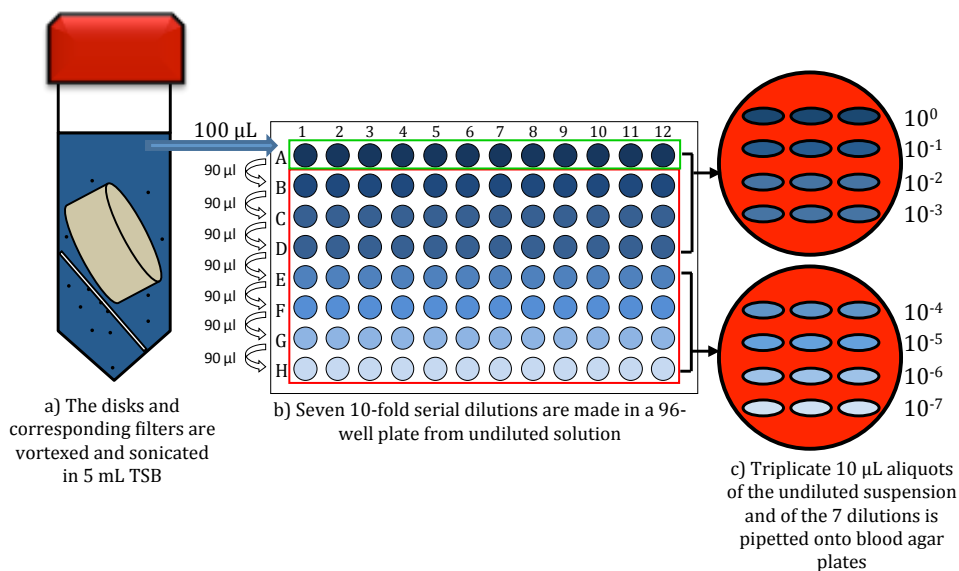 100 µL
1 2 3 4 5 6 7 8 9 10 11 12
A
B
C
D
E
F
G
H
90 µl
90 µl
90 µl
90 µl
90 µl
90 µl
90 µl
10⁰
10⁻¹
10⁻²
10⁻³
10⁻⁴
10⁻⁵
10⁻⁶
10⁻⁷
a) The disks and
corresponding filters are
vortexed and sonicated
in 5 mL TSB
b) Seven 10-fold serial dilutions are made in a 96-
well plate from undiluted solution
c) Triplicate 10 µL aliquots
of the undiluted suspension
and of the 7 dilutions is
pipetted onto blood agar
plates